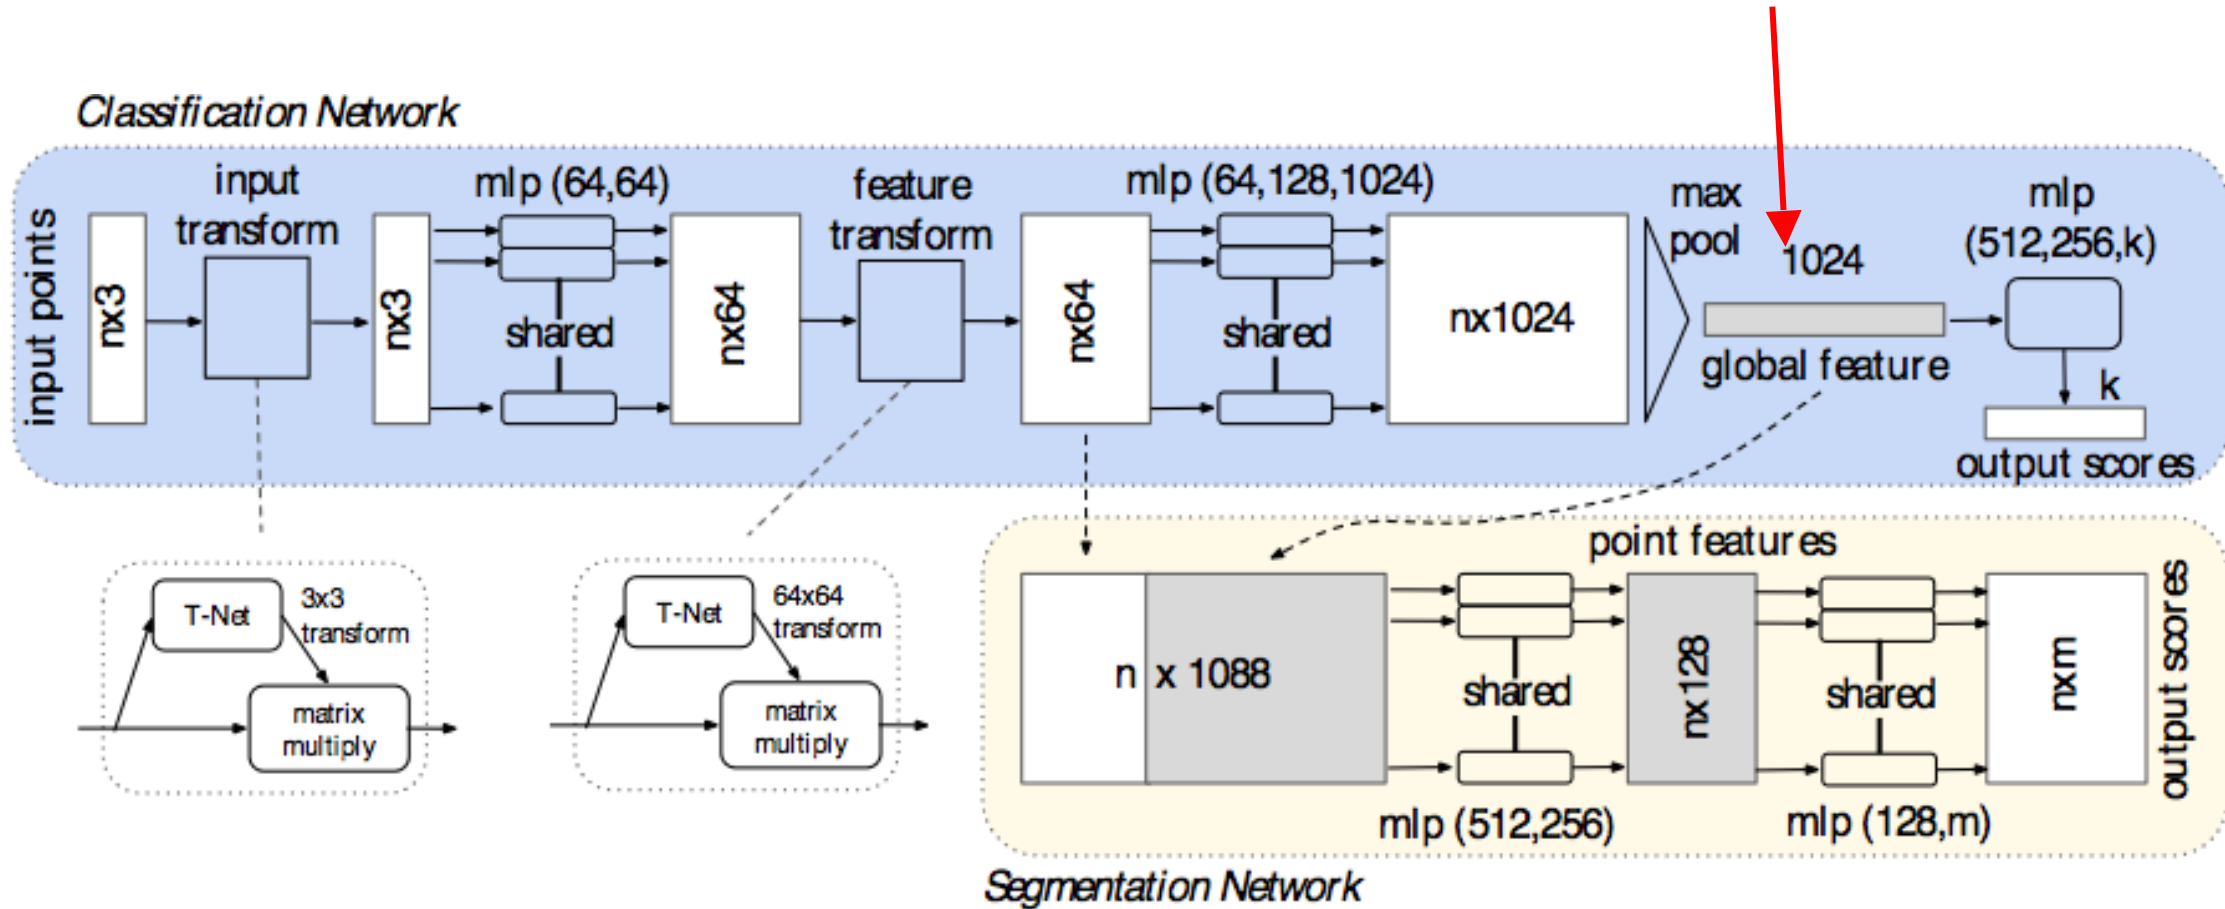 Classification Network
input points
nx3
input
transform
nx3
mlp (64,64)
shared
nx64
feature
transform
nx64
mlp (64,128,1024)
shared
nx1024
max
pool
1024
global feature
mlp
(512,256,k)
k
output scores
T-Net
3x3
transform
matrix
multiply
T-Net
64x64
transform
matrix
multiply
point features
n x 1088
shared
mlp (512,256)
nx128
shared
mlp (128,m)
nxm
output scores
Segmentation Network